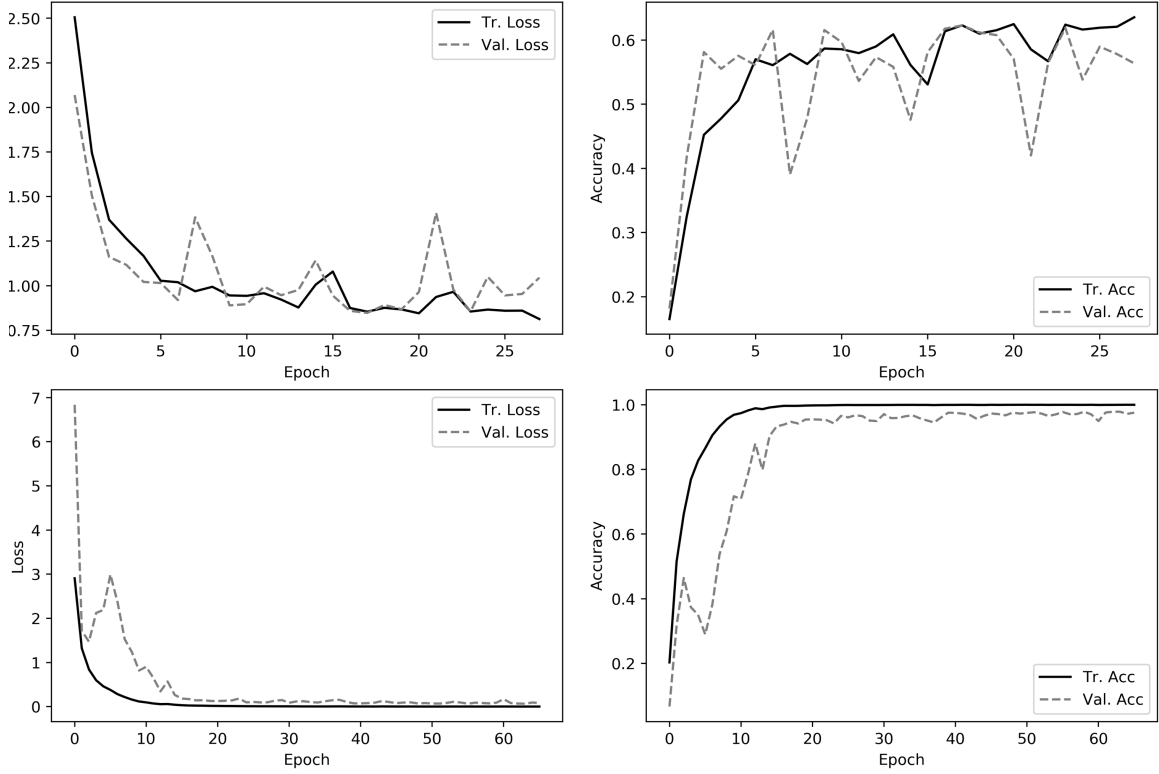 2.50
2.25
2.00
1.75
1.50
1.25
1.00
0.75
0 5 10 15 20 25
Epoch
Tr. Loss
Val. Loss
Accuracy
0.6
0.5
0.4
0.3
0.2
0 5 10 15 20 25
Epoch
Tr. Acc
Val. Acc
Loss
7
6
5
4
3
2
1
0
0 10 20 30 40 50 60
Epoch
Tr. Loss
Val. Loss
Accuracy
1.0
0.8
0.6
0.4
0.2
0 10 20 30 40 50 60
Epoch
Tr. Acc
Val. Acc